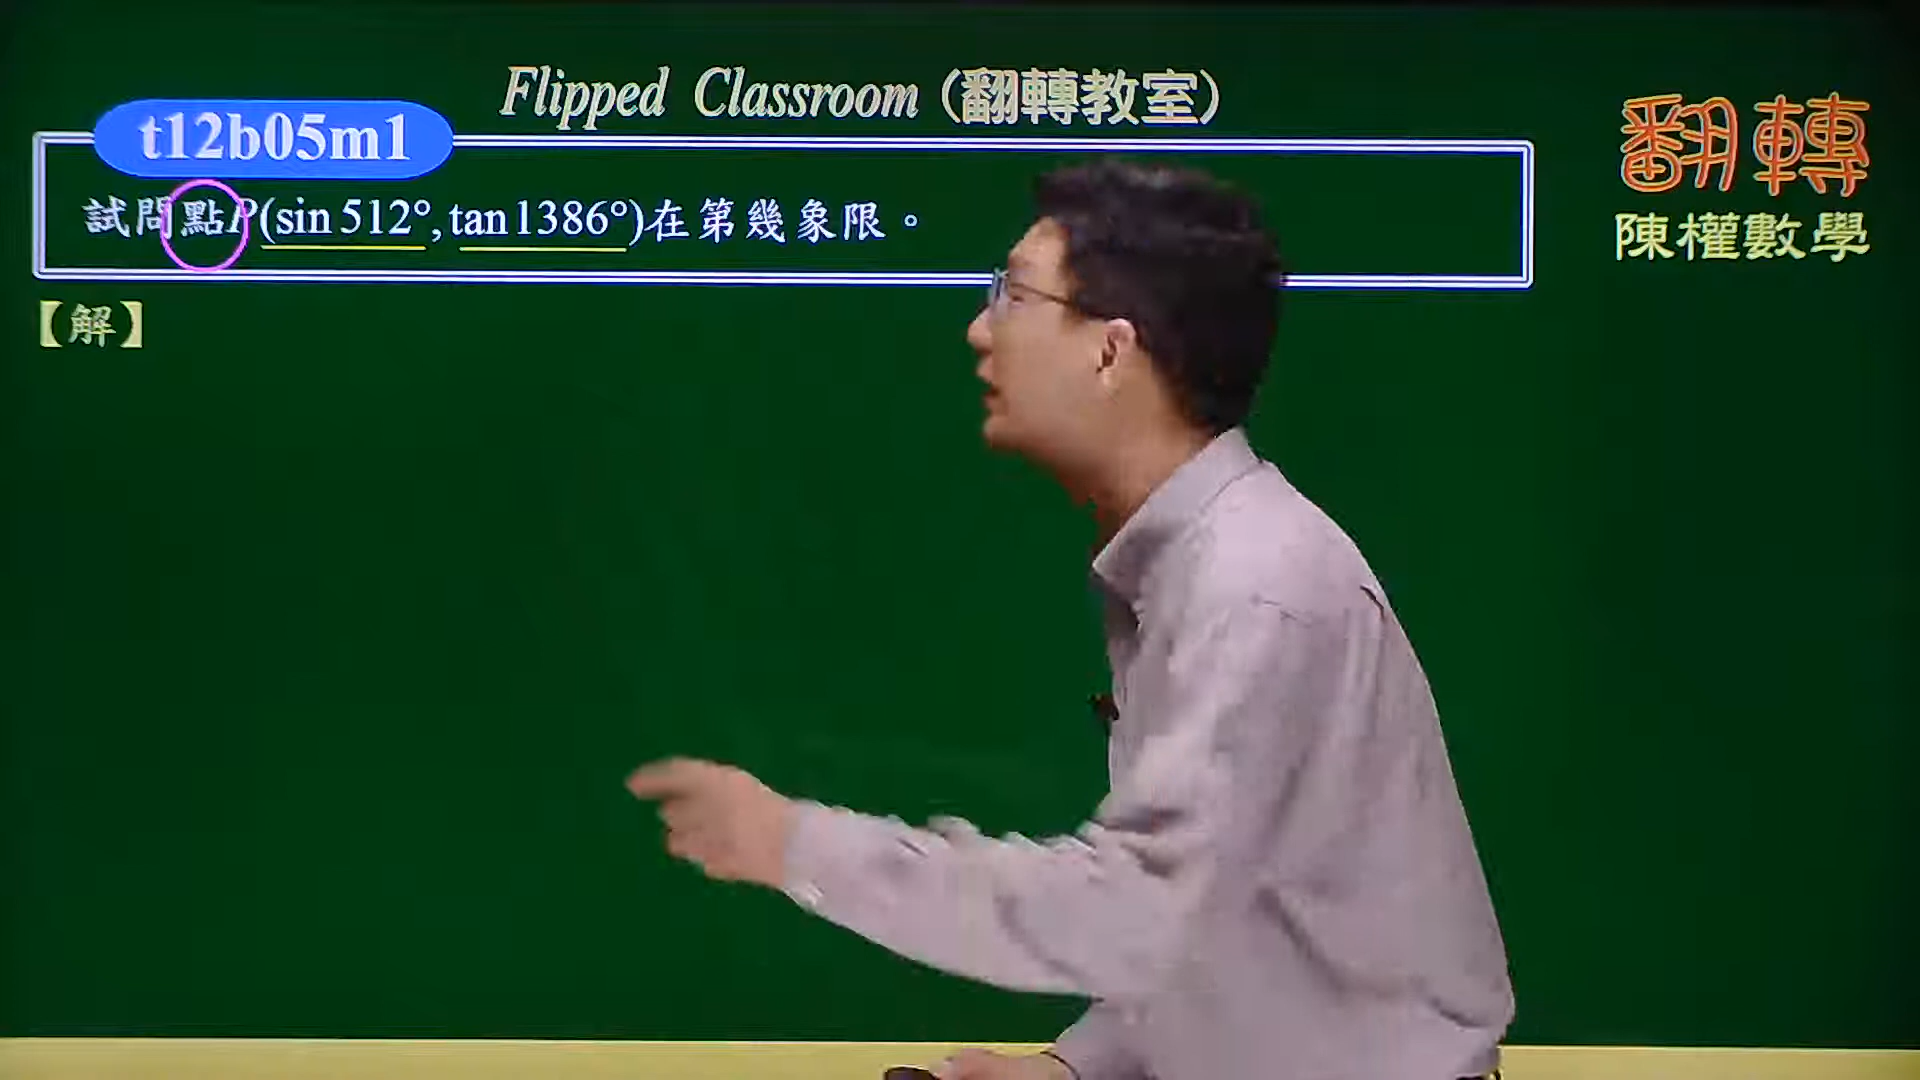 Flipped Classroom (翻轉教室)
t12b05m1
試問點P(sin 512°, tan 1386°)在第幾象限。
【解】
翻轉
陳權數學